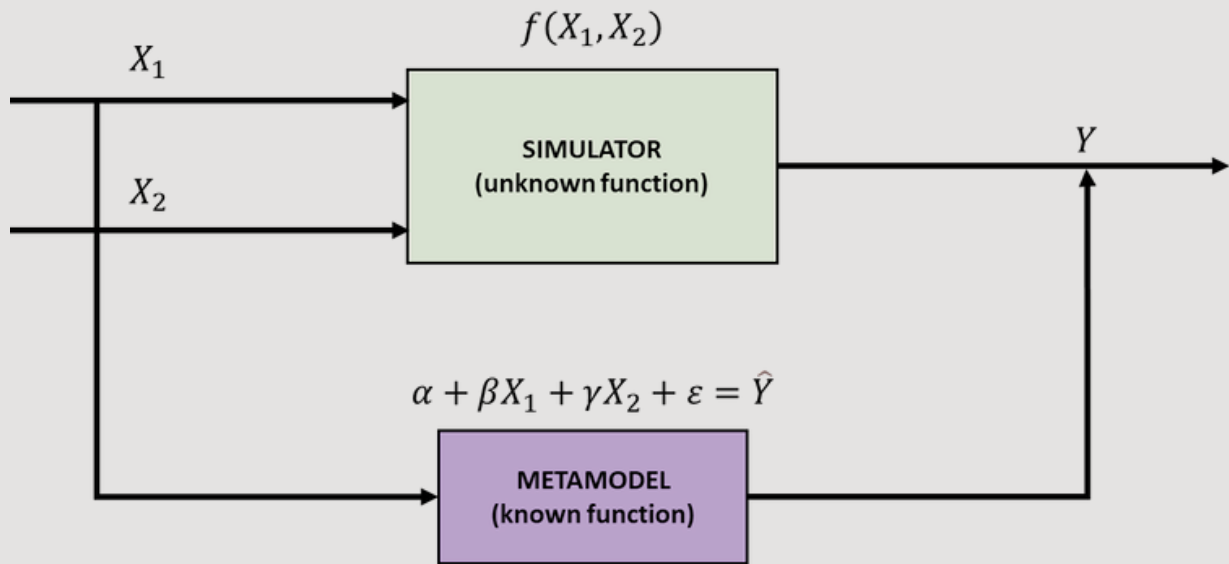 f(X₁, X₂)
X₁
SIMULATOR
(unknown function)
Y
X₂
α + βX₁ + γX₂ + ε = Ŷ
METAMODEL
(known function)